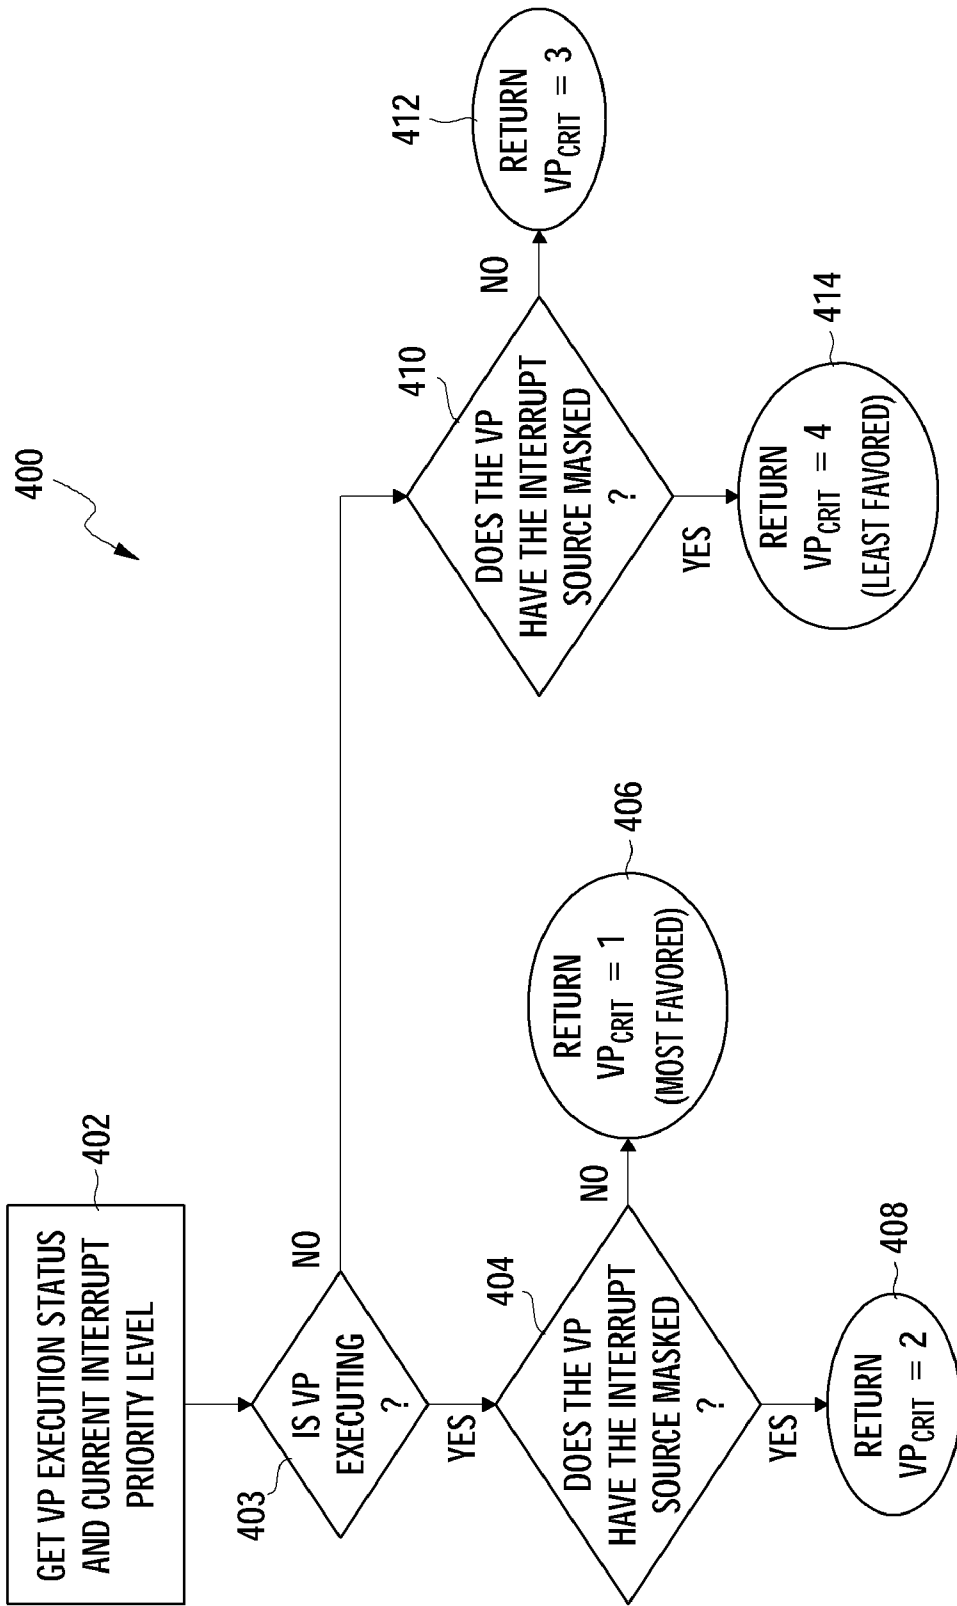 400
GET VP EXECUTION STATUS
AND CURRENT INTERRUPT
PRIORITY LEVEL
402
403
IS VP
EXECUTING
?
NO
YES
404
DOES THE VP
HAVE THE INTERRUPT
SOURCE MASKED
?
NO
YES
406
RETURN
VPCRIT = 1
(MOST FAVORED)
408
RETURN
VPCRIT = 2
410
DOES THE VP
HAVE THE INTERRUPT
SOURCE MASKED
?
NO
YES
412
RETURN
VPCRIT = 3
414
RETURN
VPCRIT = 4
(LEAST FAVORED)